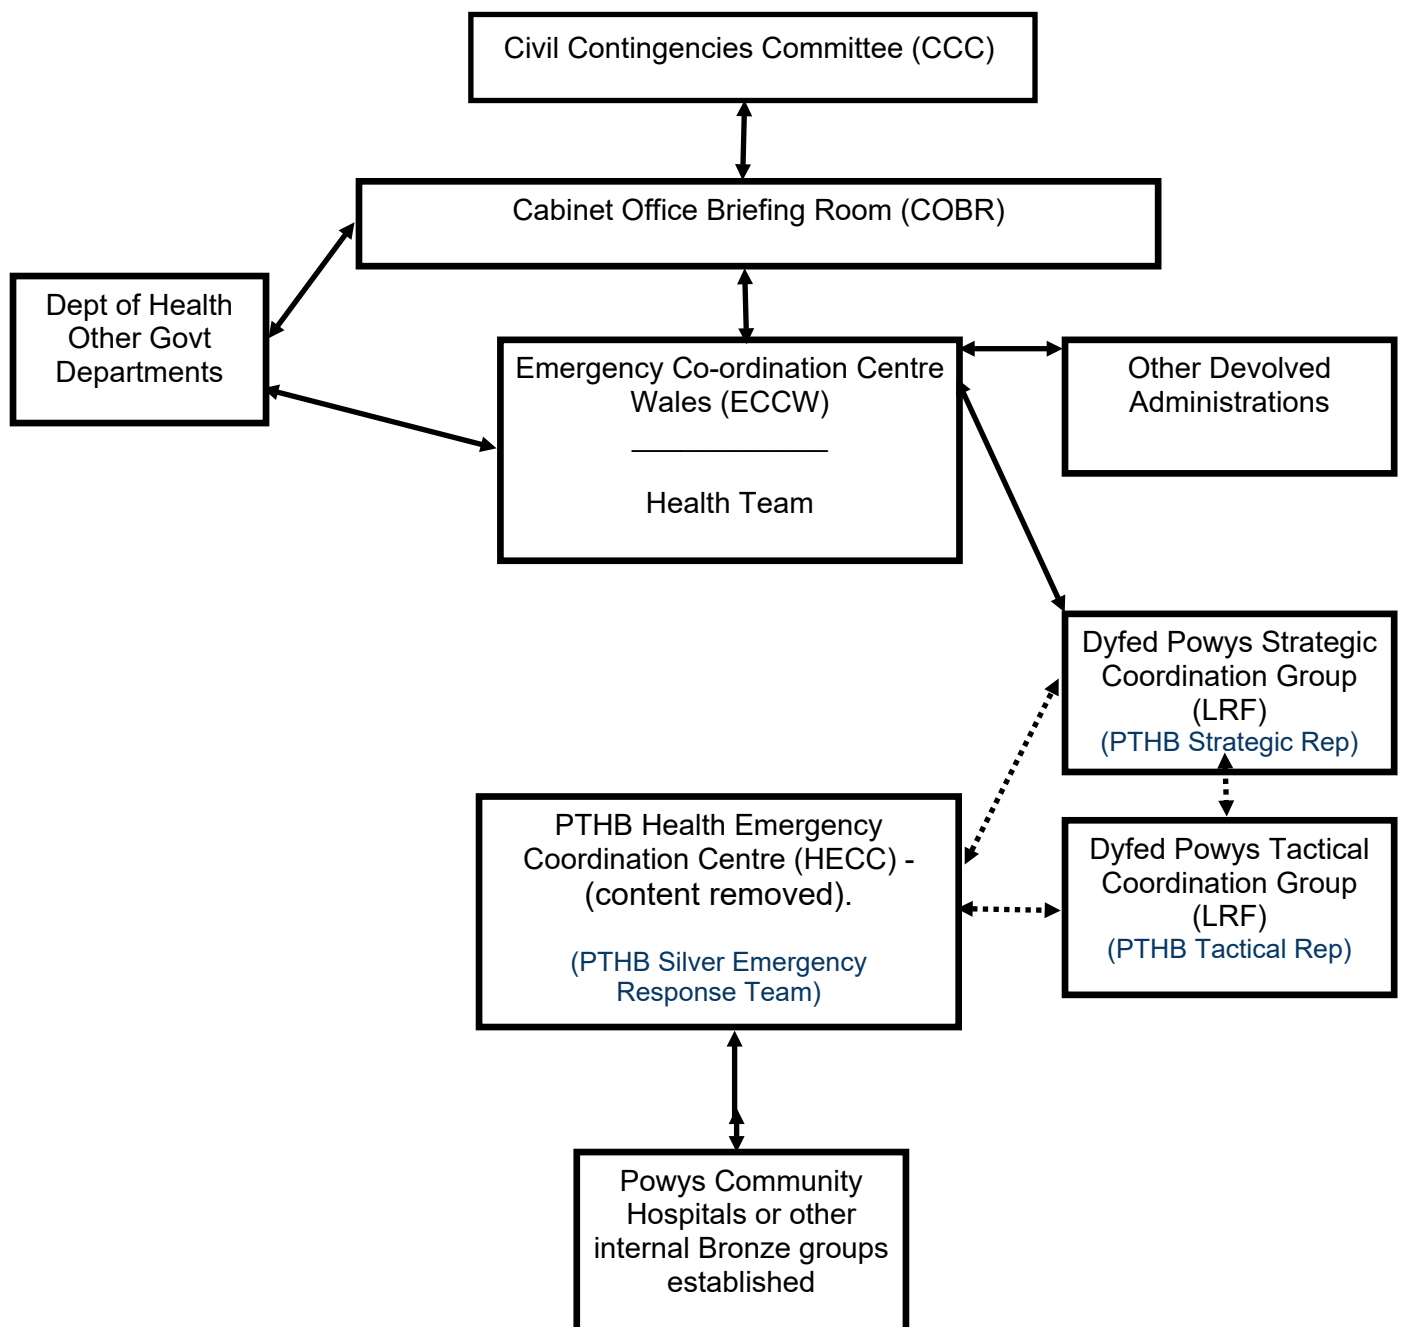 Civil Contingencies Committee (CCC)
Cabinet Office Briefing Room (COBR)
Dept of Health
Other Govt
Departments
Emergency Co-ordination Centre
Wales (ECCW)
Health Team
Other Devolved
Administrations
Dyfed Powys Strategic
Coordination Group
(LRF)
(PTHB Strategic Rep)
PTHB Health Emergency
Coordination Centre (HECC) -
(content removed).
(PTHB Silver Emergency
Response Team)
Dyfed Powys Tactical
Coordination Group
(LRF)
(PTHB Tactical Rep)
Powys Community
Hospitals or other
internal Bronze groups
established